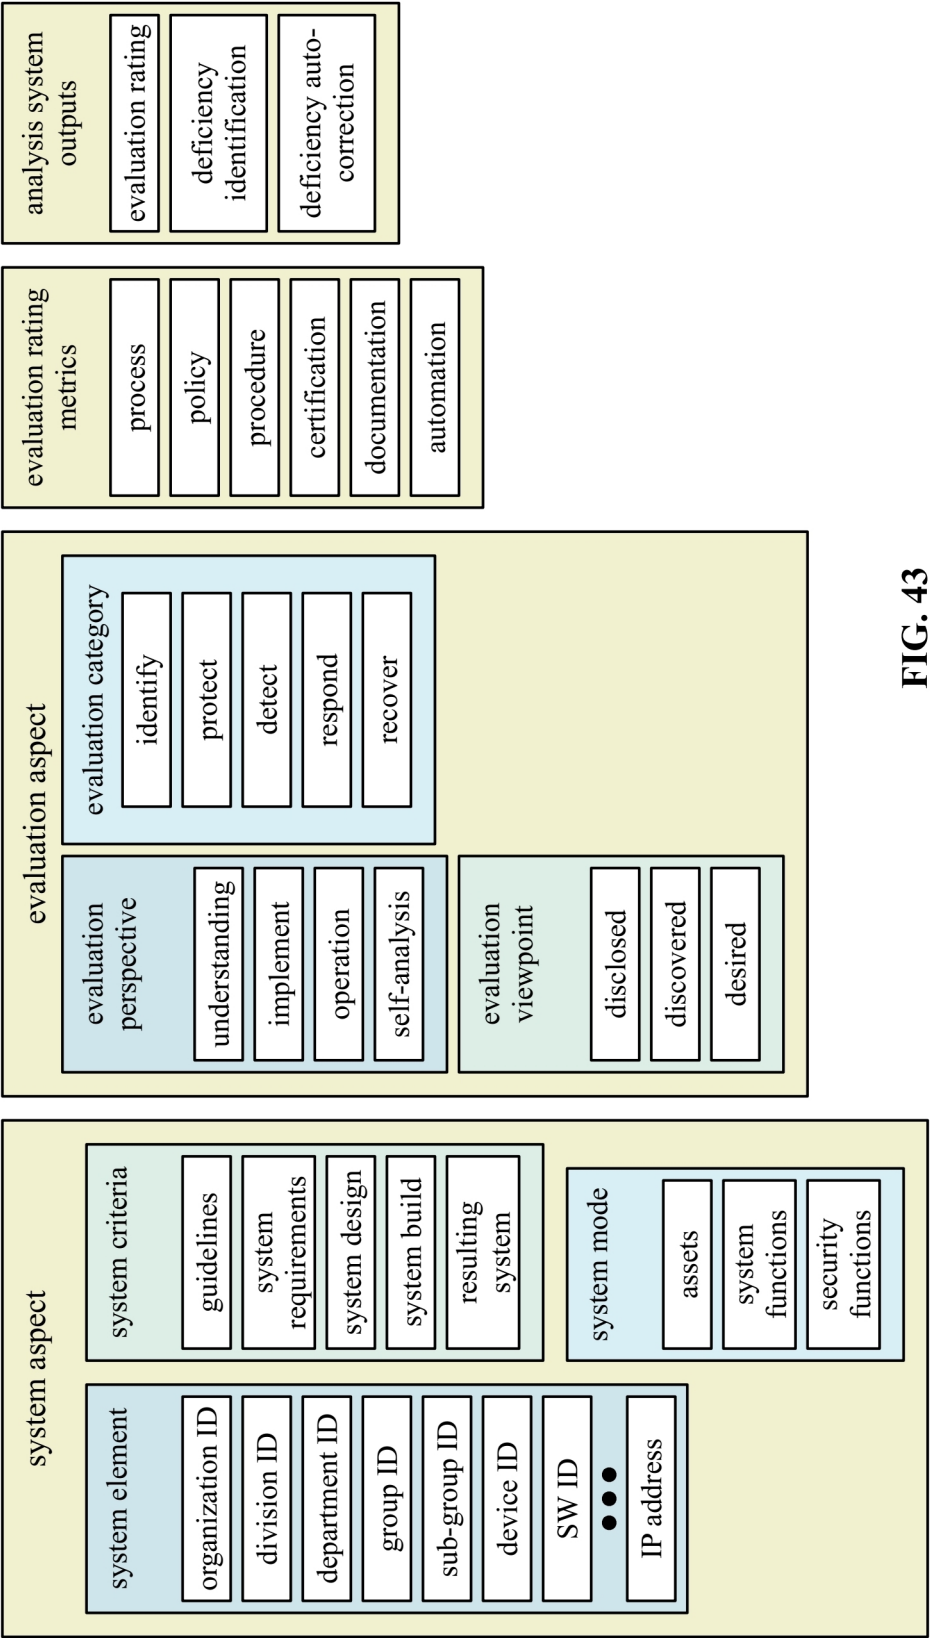 system aspect
system element
organization ID
division ID
department ID
group ID
sub-group ID
device ID
SW ID
●●●
IP address
system criteria
guidelines
system
requirements
system design
system build
resulting
system
system mode
assets
system
functions
security
functions
evaluation aspect
evaluation
perspective
understanding
implement
operation
self-analysis
evaluation
viewpoint
disclosed
discovered
desired
evaluation category
identify
protect
detect
respond
recover
evaluation rating
metrics
process
policy
procedure
certification
documentation
automation
analysis system
outputs
evaluation rating
deficiency
identification
deficiency auto-
correction
FIG. 43